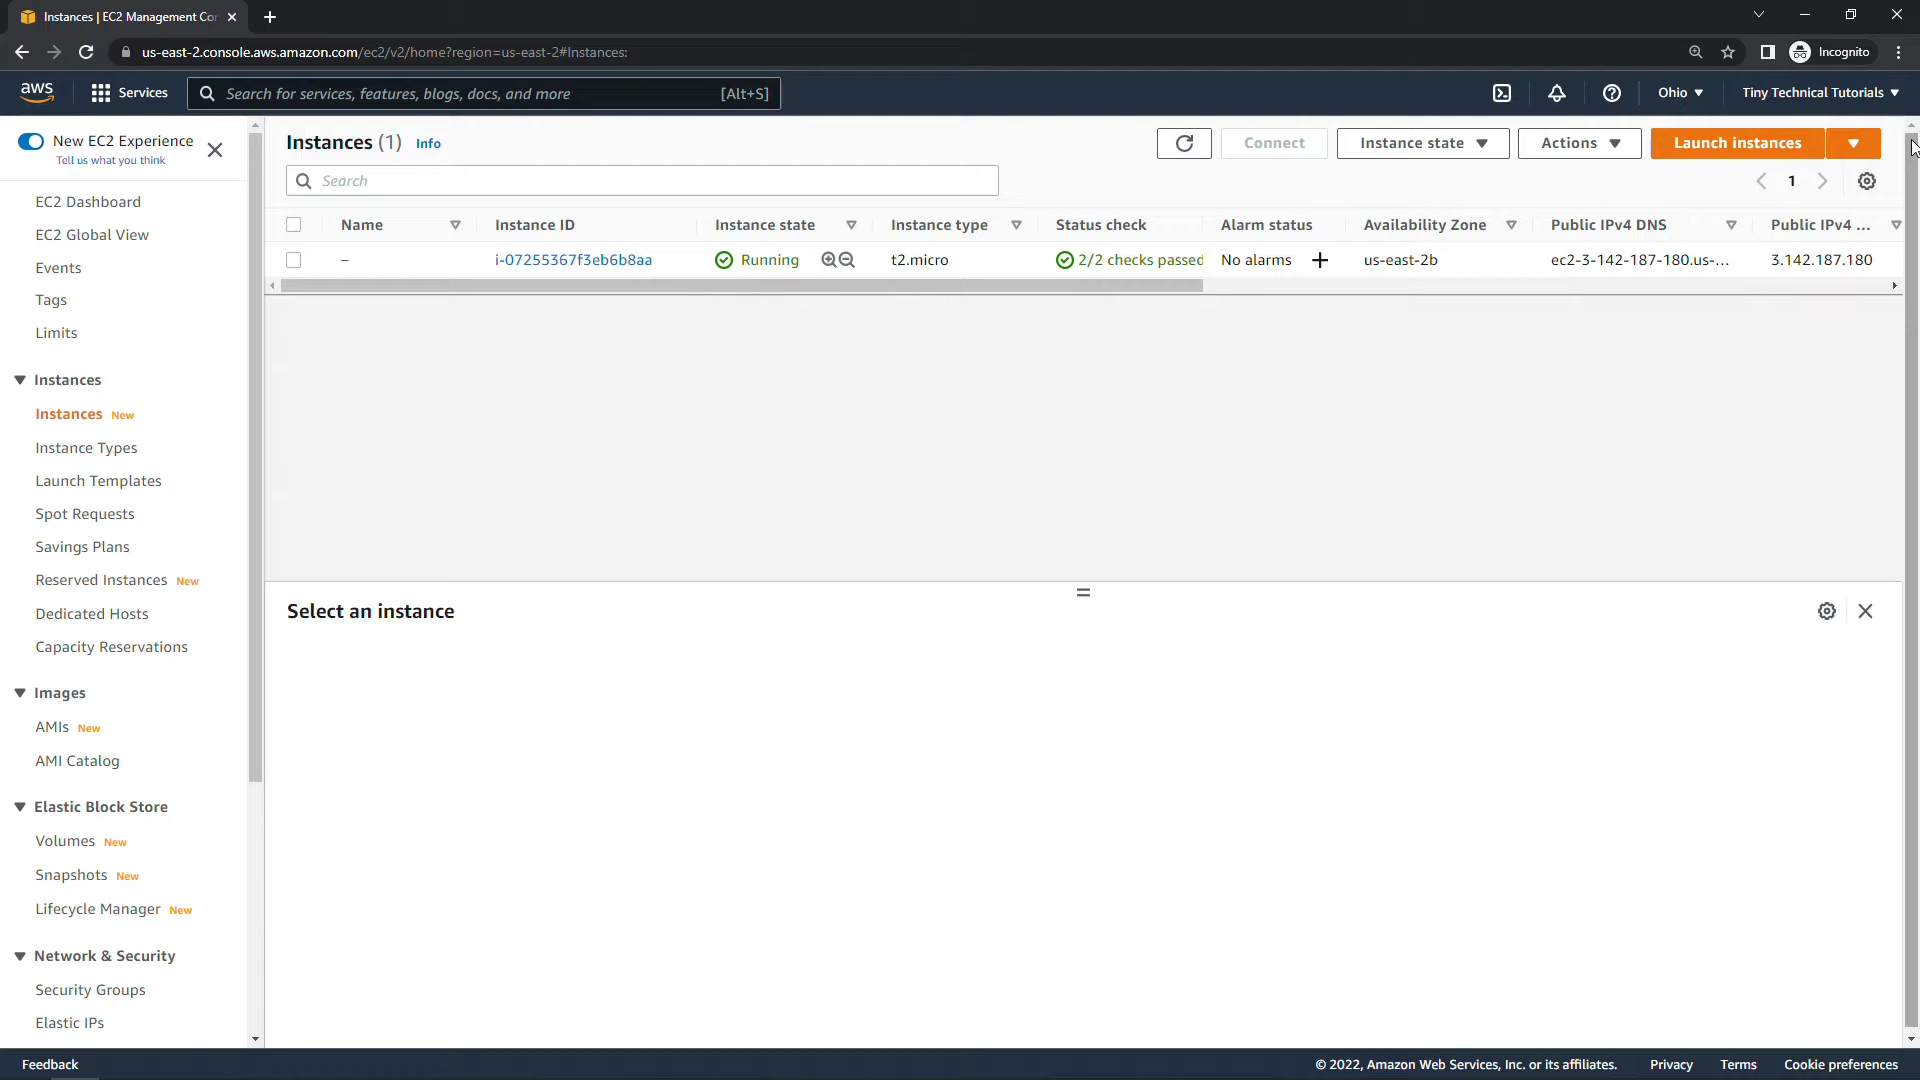 Instances | EC2 Management Cor
us-east-2.console.aws.amazon.com/ec2/v2/home?region=us-east-2#Instances:
Incognito
aws
Services
Search for services, features, blogs, docs, and more
[Alt+S]
Ohio
Tiny Technical Tutorials
New EC2 Experience
Tell us what you think
EC2 Dashboard
EC2 Global View
Events
Tags
Limits
Instances
Instances New
Instance Types
Launch Templates
Spot Requests
Savings Plans
Reserved Instances New
Dedicated Hosts
Capacity Reservations
Images
AMIs New
AMI Catalog
Elastic Block Store
Volumes New
Snapshots New
Lifecycle Manager New
Network & Security
Security Groups
Elastic IPs
Instances (1) Info
Connect
Instance state
Actions
Launch instances
Search
1
Name Instance ID Instance state Instance type Status check Alarm status Availability Zone Public IPv4 DNS Public IPv4 ...
– i-07255367f3eb6b8aa Running t2.micro 2/2 checks passed No alarms + us-east-2b ec2-3-142-187-180.us-... 3.142.187.180
Select an instance
Feedback
© 2022, Amazon Web Services, Inc. or its affiliates.
Privacy
Terms
Cookie preferences